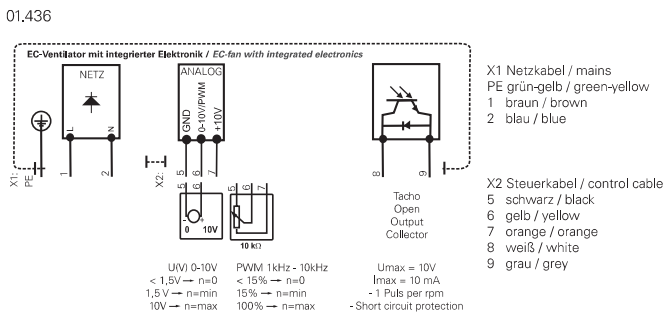 01.436
EC-Ventilator mit integrierter Elektronik / EC-fan with integrated electronics
NETZ
ANALOG
GND
0-10V/PWM
+10V
L
N
X1:
PE
1
2
X2:
5
6
7
8
9
5
6
5
6
7
- +
0 10V
10 kΩ
Tacho
Open
Output
Collector
U(V) 0-10V
< 1,5V → n=0
1,5 V → n=min
10V → n=max
PWM 1kHz - 10kHz
< 15% → n=0
15% → n=min
100% → n=max
Umax = 10V
Imax = 10 mA
- 1 Puls per rpm
- Short circuit protection
X1 Netzkabel / mains
PE grün-gelb / green-yellow
1 braun / brown
2 blau / blue
X2 Steuerkabel / control cable
5 schwarz / black
6 gelb / yellow
7 orange / orange
8 weiß / white
9 grau / grey